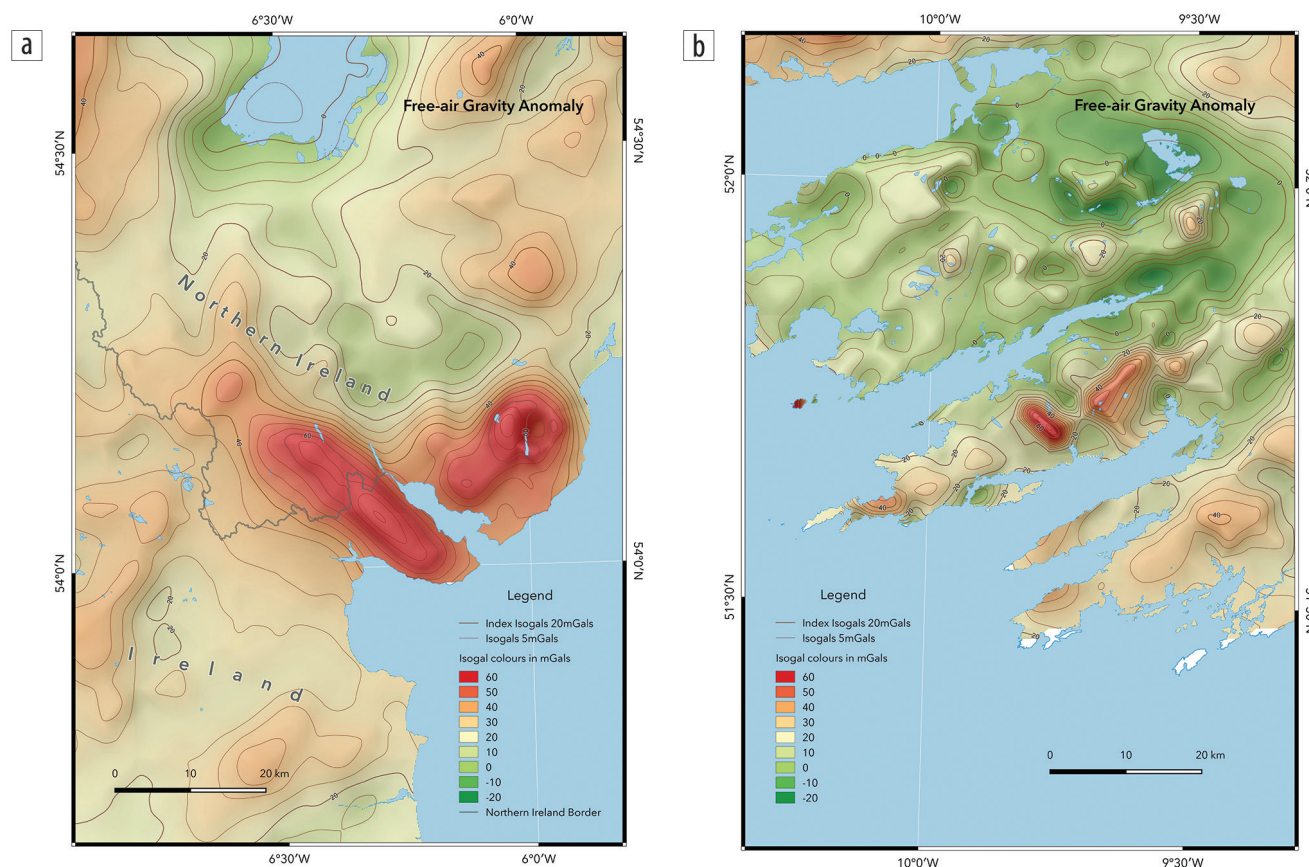 a
6°30'W
6°0'W
Free-air Gravity Anomaly
54°30'N
54°30'N
Northern Ireland
54°0'N
54°0'N
Ireland
Legend
Index Isogals 20mGals
Isogals 5mGals
Isogal colours in mGals
60
50
40
30
20
10
0
-10
-20
Northern Ireland Border
0 10 20 km
6°30'W
6°0'W
b
10°0'W
9°30'W
Free-air Gravity Anomaly
52°0'N
51°30'N
Legend
Index Isogals 20mGals
Isogals 5mGals
Isogal colours in mGals
60
50
40
30
20
10
0
-10
-20
0 10 20 km
10°0'W
9°30'W